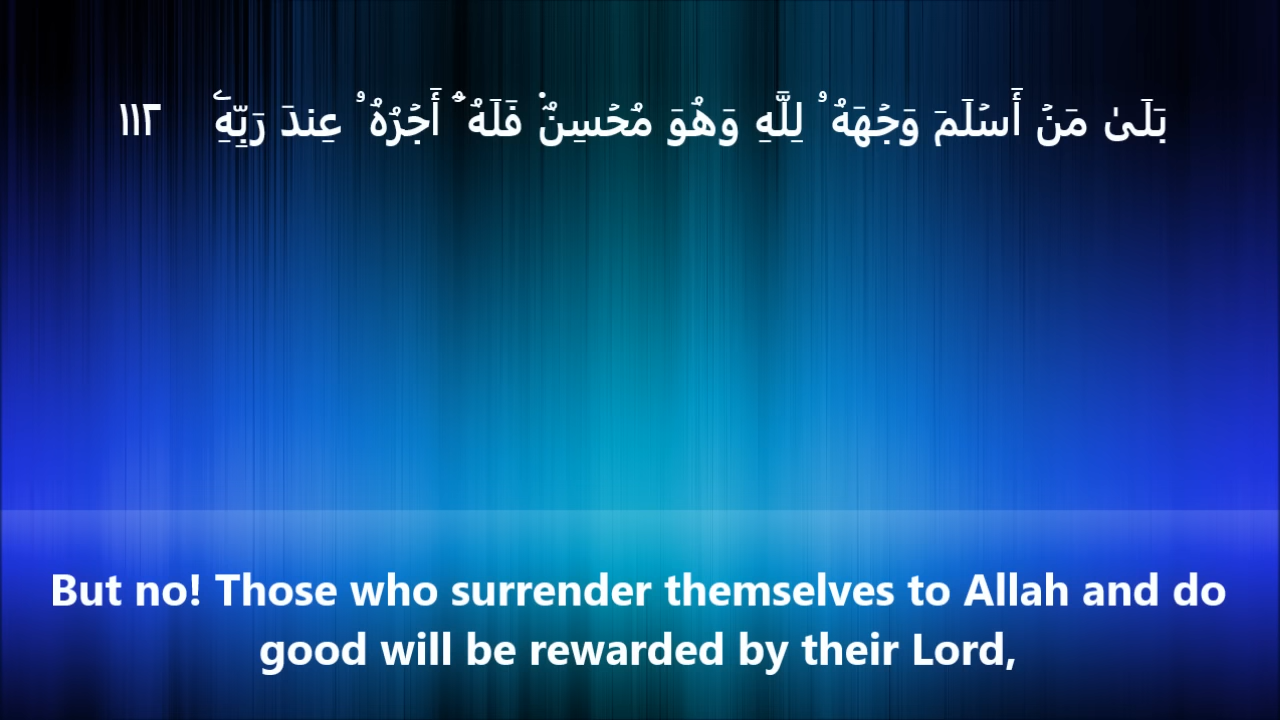 بَلَىٰ مَنۡ أَسۡلَمَ وَجۡهَهُۥ لِلَّهِ وَهُوَ مُحۡسِنٞ فَلَهُۥٓ أَجۡرُهُۥ عِندَ رَبِّهِۦ ١١٢
But no! Those who surrender themselves to Allah and do
good will be rewarded by their Lord,